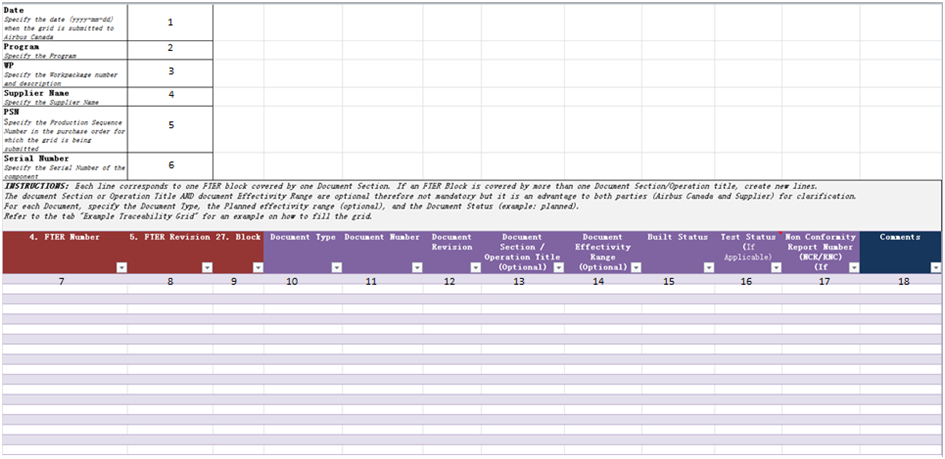 Date
Specify the date (yyyy-mm-dd)
when the grid is submitted to
Airbus Canada
1
Program
Specify the Program
2
WP
Specify the Workpackage number
and description
3
Supplier Name
Specify the Supplier Name
4
PSN
Specify the Production Sequence
Number in the purchase order for
which the grid is being
submitted
5
Serial Number
Specify the Serial Number of the
component
6
INSTRUCTIONS: Each line corresponds to one FTER block covered by one Document Section. If an FTER Block is covered by more than one Document Section/Operation title, create new lines.
The document Section or Operation Title AND document Effectivity Range are optional therefore not mandatory but it is an advantage to both parties (Airbus Canada and Supplier) for clarification.
For each Document, specify the Document Type, the Planned effectivity range (optional), and the Document Status (example: planned).
Refer to the tab "Example Traceability Grid" for an example on how to fill the grid.
4. FTER Number
5. FTER Revision
27. Block
Document Type
Document Number
Document
Revision
Document
Section /
Operation Title
(Optional)
Document
Effectivity
Range
(Optional)
Built Status
Test Status
(If
Applicable)
Non Conformity
Report Number
(NCR/RNC)
(If
Comments
7 8 9 10 11 12 13 14 15 16 17 18